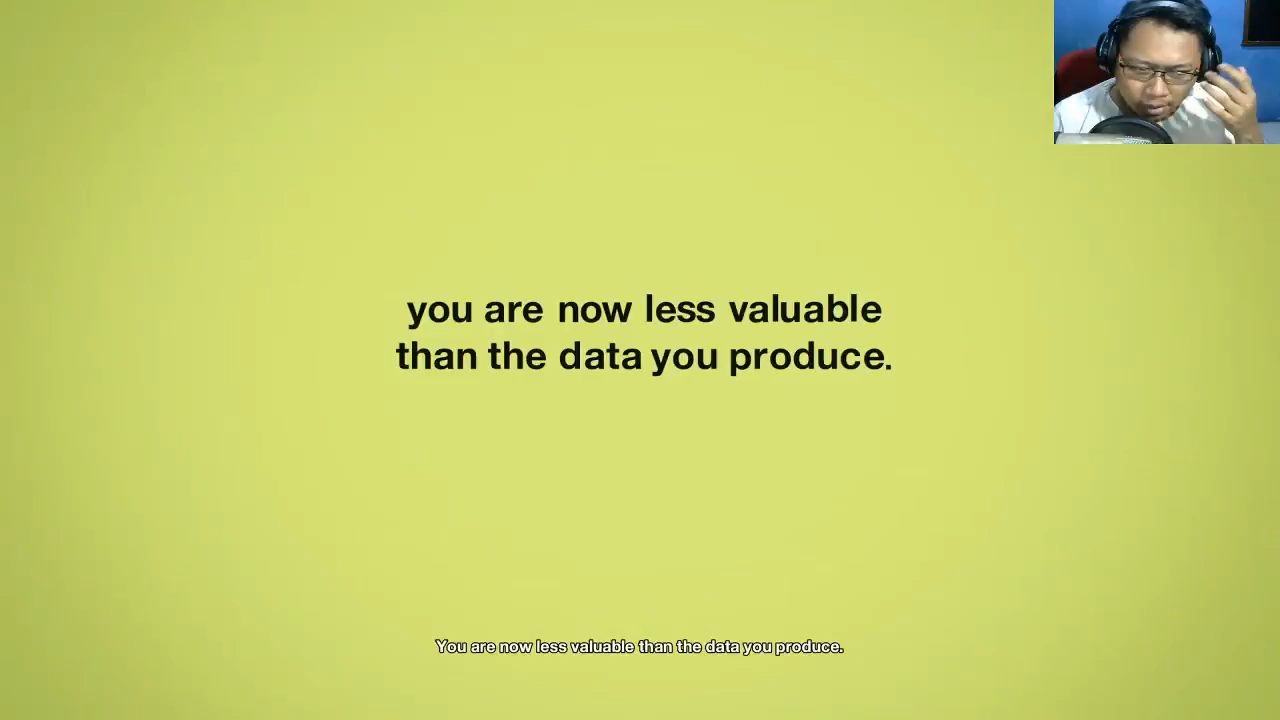 you are now less valuable
than the data you produce.
You are now less valuable than the data you produce.